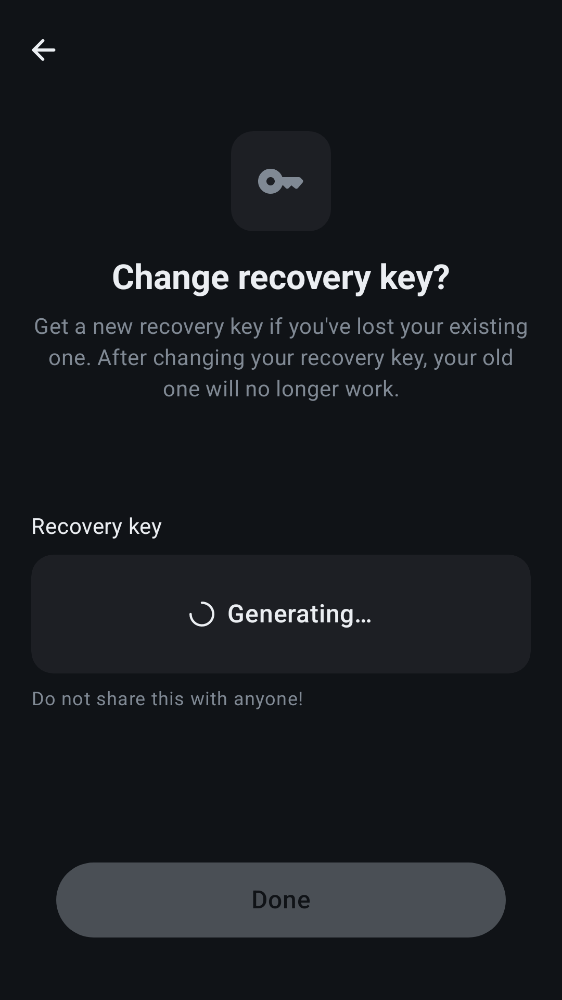 Change recovery key?
Get a new recovery key if you've lost your existing
one. After changing your recovery key, your old
one will no longer work.
Recovery key
Generating…
Do not share this with anyone!
Done